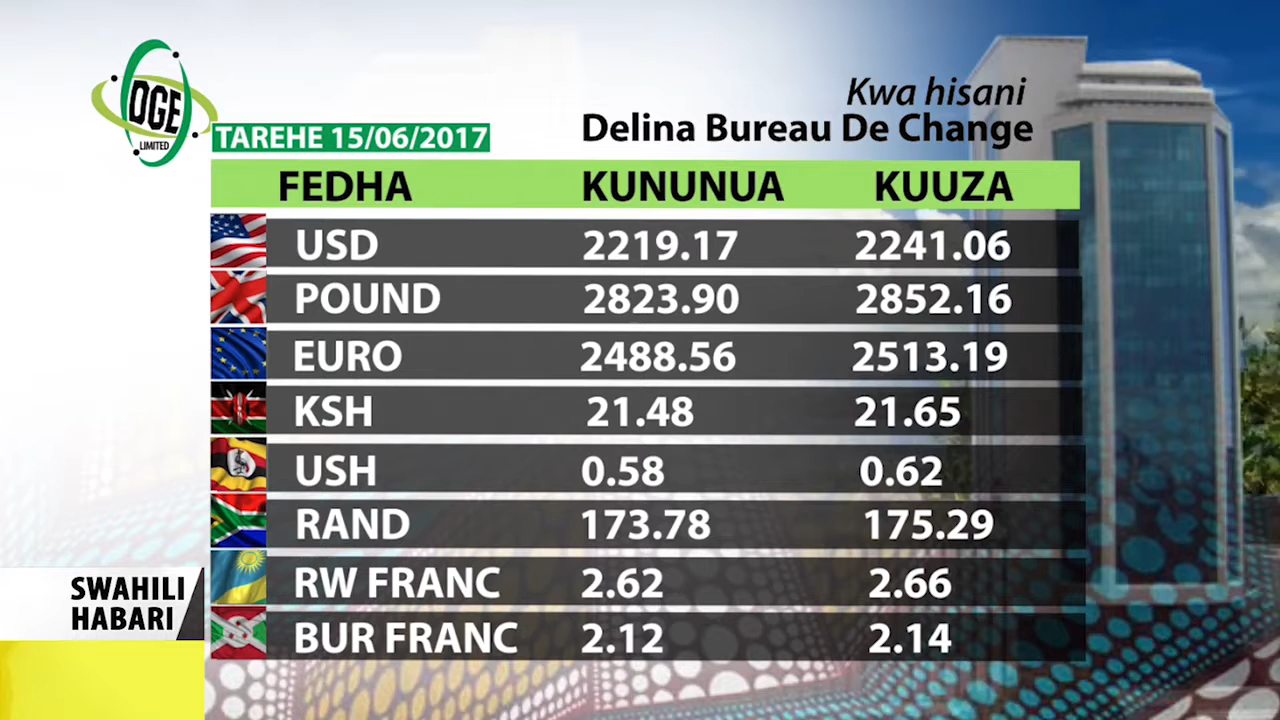 DGE
LIMITED
TAREHE 15/06/2017
Kwa hisani
Delina Bureau De Change
FEDHA KUNUNUA KUUZA
USD 2219.17 2241.06
POUND 2823.90 2852.16
EURO 2488.56 2513.19
KSH 21.48 21.65
USH 0.58 0.62
RAND 173.78 175.29
RW FRANC 2.62 2.66
BUR FRANC 2.12 2.14
SWAHILI
HABARI